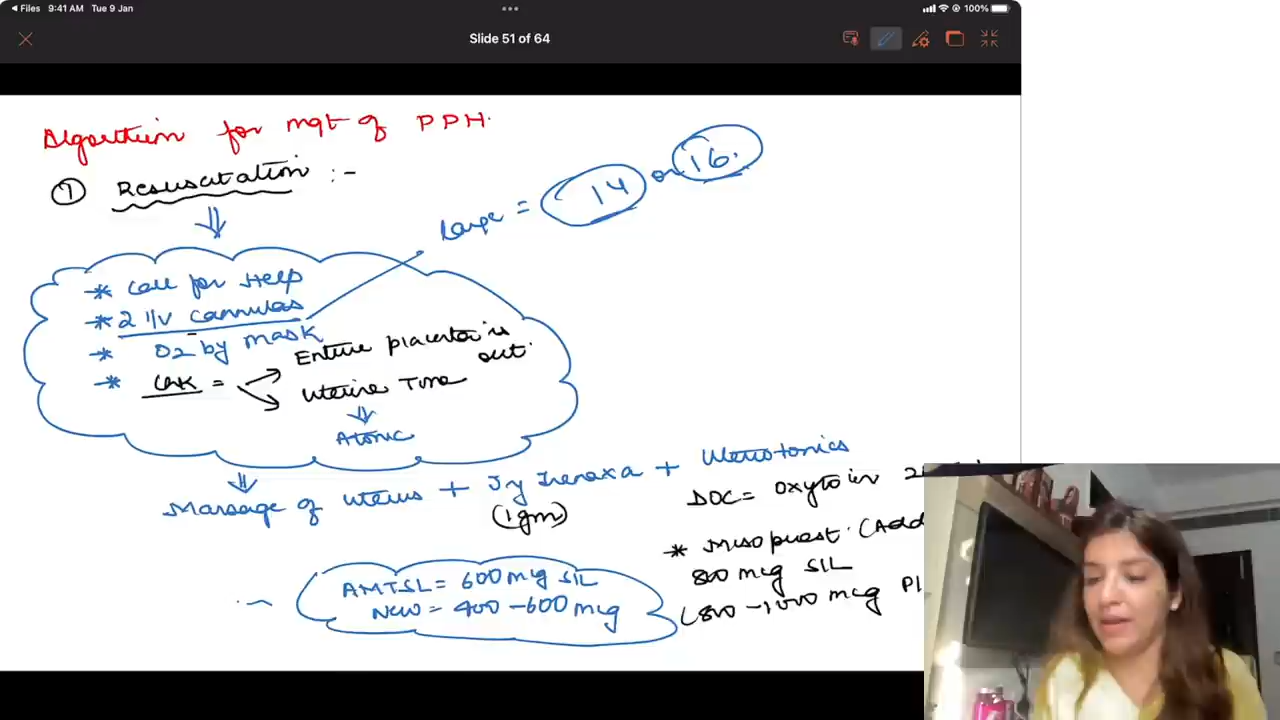 Files 9:41 AM Tue 9 Jan
100%
Slide 51 of 64
Algorithm for mgt of PPH.
① Resuscitation :-
Large = 14 or 16.
* Call for Help
* 2 I/V cannulas
* O2 by mask
* Entire placenta is out.
Uterine Tone
Atonic
Massage of uterus + Inj Tranexa + Uterotonics
(1gm)
DOC = Oxytocin
* Misoprost. (Add
800 mcg S/L
(800-1000 mcg P/
AMTSL = 600 mcg S/L
New = 400-600 mcg